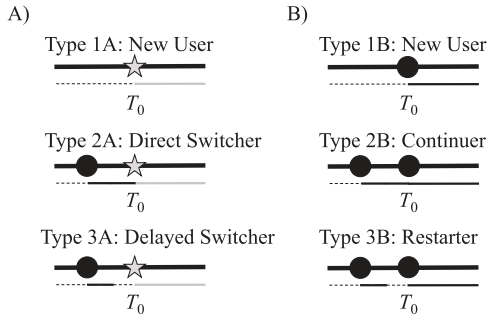 A)
B)
Type 1A: New User
Type 1B: New User
T0
T0
Type 2A: Direct Switcher
Type 2B: Continuer
T0
T0
Type 3A: Delayed Switcher
Type 3B: Restarter
T0
T0